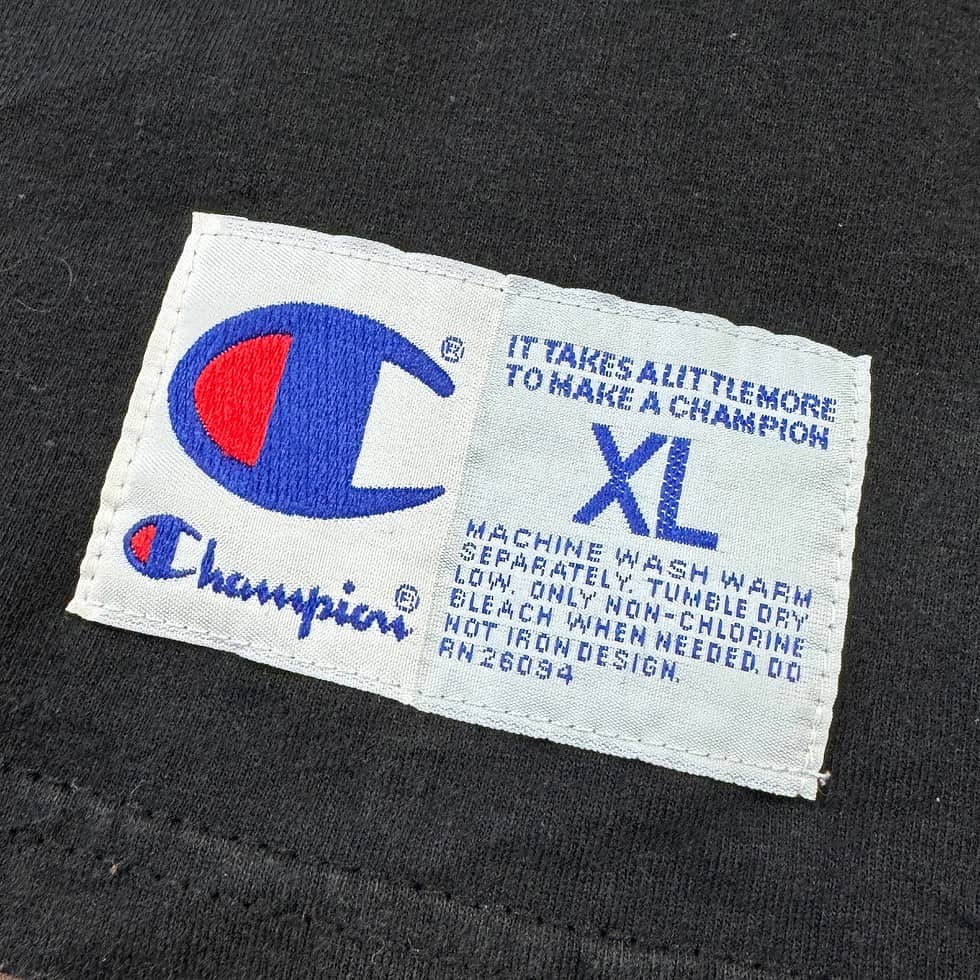 ®
Champion®
IT TAKES A LITTLE MORE
TO MAKE A CHAMPION
XL
MACHINE WASH WARM
SEPARATELY. TUMBLE DRY
LOW. ONLY NON-CHLORINE
BLEACH WHEN NEEDED. DO
NOT IRON DESIGN.
RN 26094